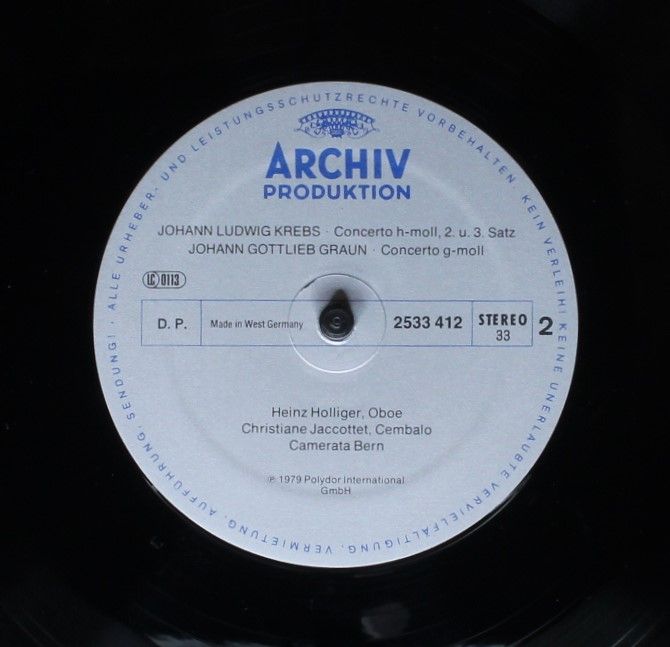 ALLE URHEBER- UND LEISTUNGSSCHUTZRECHTE VORBEHALTEN. KEIN VERLEIH! KEINE UNERLAUBTE VERVIELFÄLTIGUNG, VERMIETUNG, AUFFÜHRUNG, SENDUNG! ·
ARCHIV
PRODUKTION
JOHANN LUDWIG KREBS · Concerto h-moll, 2. u. 3. Satz
JOHANN GOTTLIEB GRAUN · Concerto g-moll
LC 0113
D. P. Made in West Germany 2533 412 STEREO 2
33
Heinz Holliger, Oboe
Christiane Jaccottet, Cembalo
Camerata Bern
℗ 1979 Polydor International
GmbH